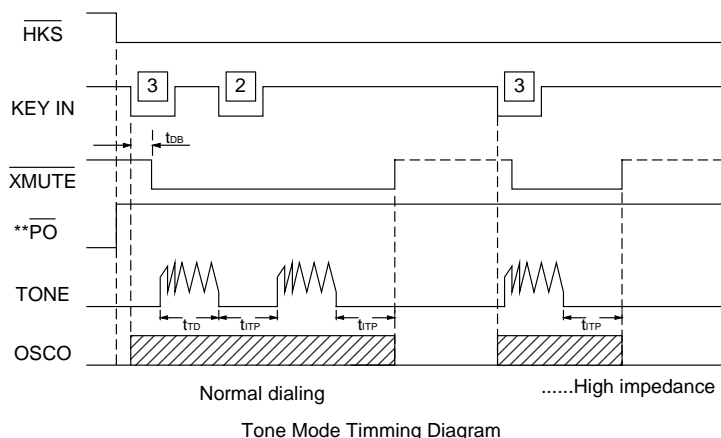 HKS
3
2
3
KEY IN
tDB
XMUTE
**PO
TONE
tTD
tITP
tITP
tITP
OSCO
Normal dialing
......High impedance
Tone Mode Timming Diagram